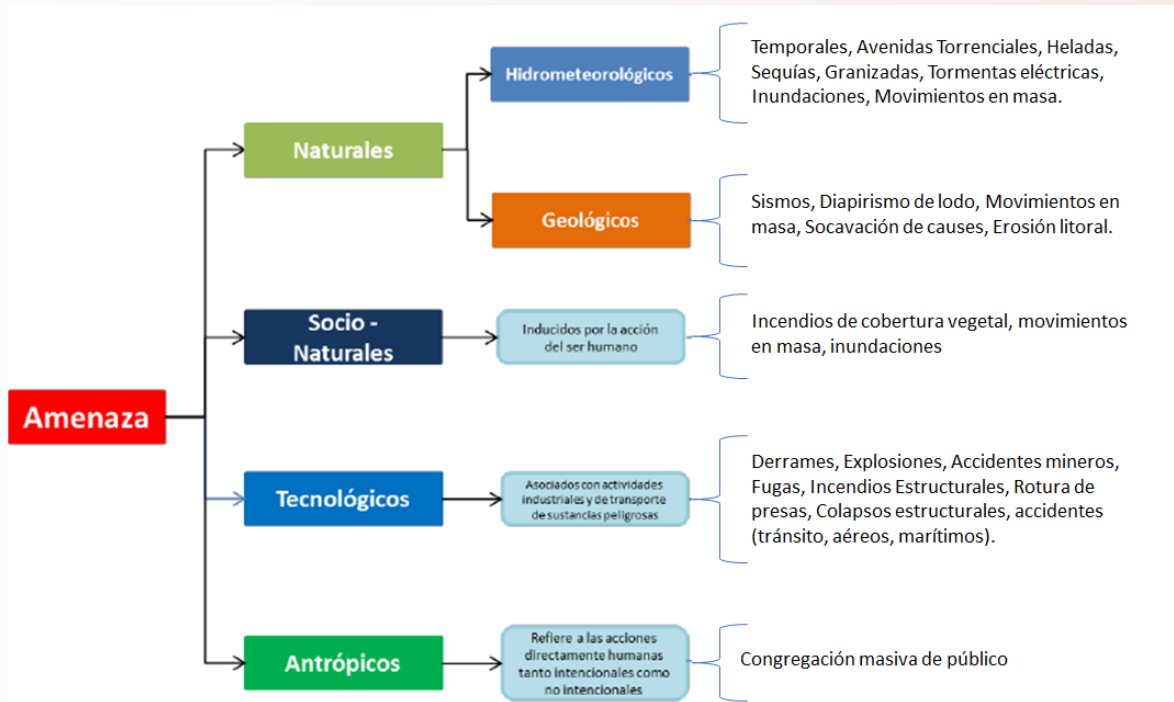 Amenaza
Naturales
Hidrometeorológicos
Temporales, Avenidas Torrenciales, Heladas,
Sequías, Granizadas, Tormentas eléctricas,
Inundaciones, Movimientos en masa.
Geológicos
Sismos, Diapirismo de lodo, Movimientos en
masa, Socavación de causes, Erosión litoral.
Socio -
Naturales
Inducidos por la acción
del ser humano
Incendios de cobertura vegetal, movimientos
en masa, inundaciones
Tecnológicos
Asociados con actividades
industriales y de transporte
de sustancias peligrosas
Derrames, Explosiones, Accidentes mineros,
Fugas, Incendios Estructurales, Rotura de
presas, Colapsos estructurales, accidentes
(tránsito, aéreos, marítimos).
Antrópicos
Refiere a las acciones
directamente humanas
tanto intencionales como
no intencionales
Congregación masiva de público